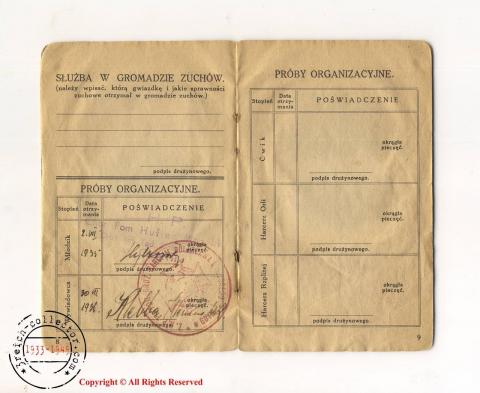 SŁUŻBA W GROMADZIE ZUCHÓW.
(należy wpisać, którą gwiazdkę i jakie sprawności
zuchowe otrzymał w gromadzie zuchów.)
podpis drużynowego.
PRÓBY ORGANIZACYJNE.
Stopień
Data otrzy-
mania
POŚWIADCZENIE
Młodzik
2.VII
1935
okrągła
pieczęć.
podpis drużynowego.
Wywiadowca
okrągła
pieczęć.
podpis drużynowego.
PRÓBY ORGANIZACYJNE.
Stopień
Data
otrzy-
mania
POŚWIADCZENIE
Ćwik
okrągła
pieczęć.
podpis drużynowego.
Harcerz Orli
okrągła
pieczęć.
podpis drużynowego.
Harcerz Rzplitej
okrągła
pieczęć.
podpis drużynowego.
9
3reich-collector.com
1933-1945
Copyright © All Rights Reserved